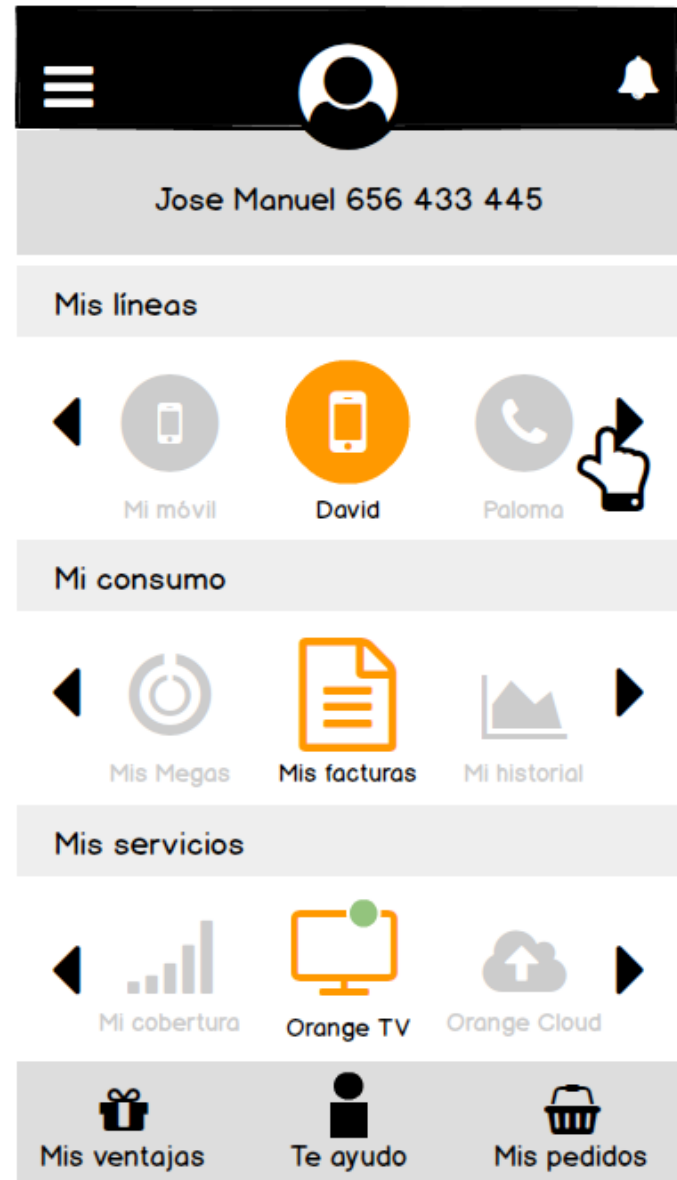 Jose Manuel 656 433 445
Mis líneas
Mi móvil David Paloma
Mi consumo
Mis Megas Mis facturas Mi historial
Mis servicios
Mi cobertura Orange TV Orange Cloud
Mis ventajas Te ayudo Mis pedidos